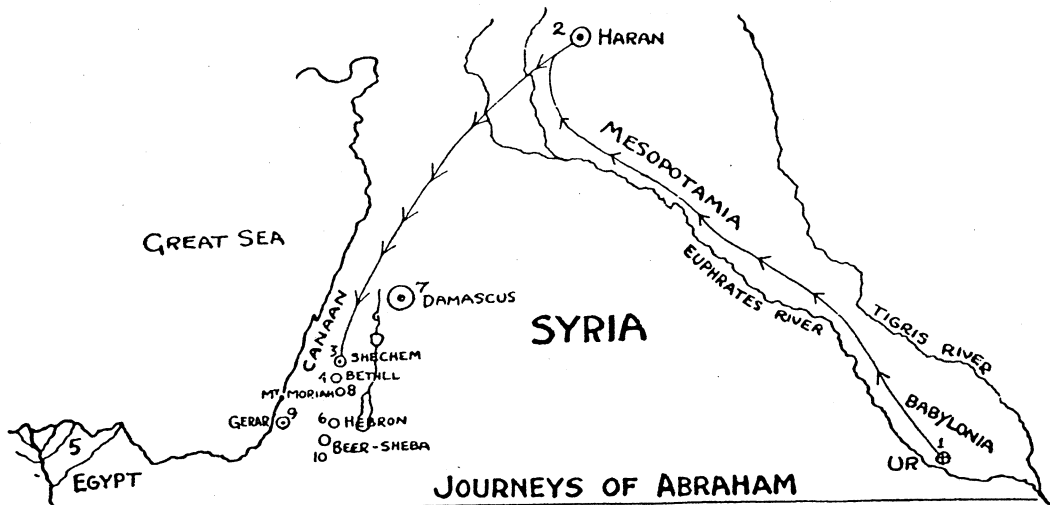 2 HARAN
MESOPOTAMIA
GREAT SEA
EUPHRATES RIVER
7 DAMASCUS
CANAAN
SYRIA
TIGRIS RIVER
3 SHECHEM
4 BETHLL
MT. MORIAH 8
GERAR 9
6 HEBRON
BEER-SHEBA
10
BABYLONIA
1
UR
5
EGYPT
JOURNEYS OF ABRAHAM